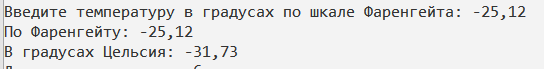 Введите температуру в градусах по шкале Фаренгейта: -25,12
По Фаренгейту: -25,12
В градусах Цельсия: -31,73